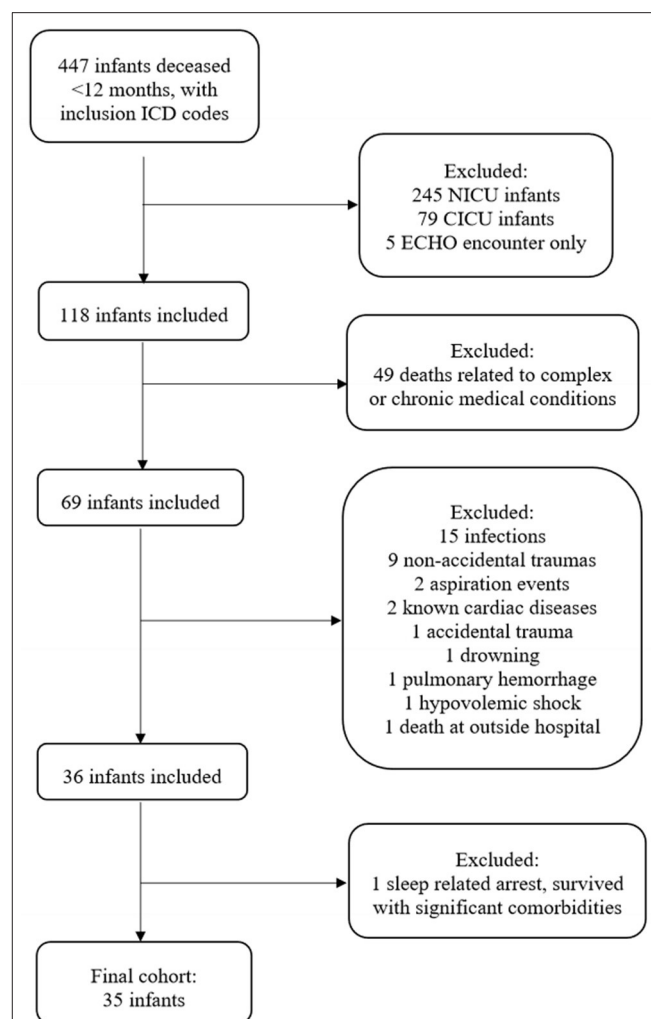 447 infants deceased
<12 months, with
inclusion ICD codes
Excluded:
245 NICU infants
79 CICU infants
5 ECHO encounter only
118 infants included
Excluded:
49 deaths related to complex
or chronic medical conditions
69 infants included
Excluded:
15 infections
9 non-accidental traumas
2 aspiration events
2 known cardiac diseases
1 accidental trauma
1 drowning
1 pulmonary hemorrhage
1 hypovolemic shock
1 death at outside hospital
36 infants included
Excluded:
1 sleep related arrest, survived
with significant comorbidities
Final cohort:
35 infants